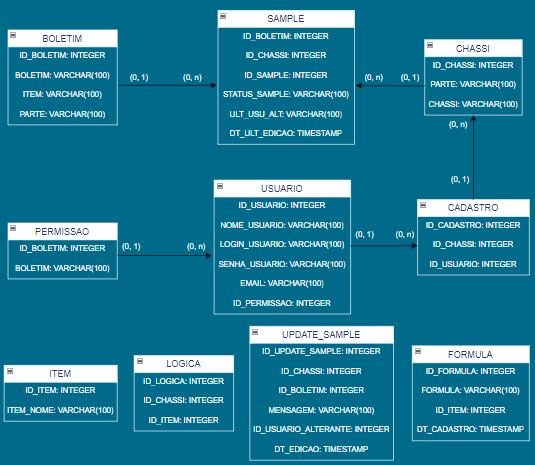 BOLETIM
ID_BOLETIM: INTEGER
BOLETIM: VARCHAR(100)
ITEM: VARCHAR(100)
PARTE: VARCHAR(100)
(0, 1)
(0, n)
SAMPLE
ID_BOLETIM: INTEGER
ID_CHASSI: INTEGER
ID_SAMPLE: INTEGER
STATUS_SAMPLE: VARCHAR(100)
ULT_USU_ALT: VARCHAR(100)
DT_ULT_EDICAO: TIMESTAMP
(0, n)
(0, 1)
CHASSI
ID_CHASSI: INTEGER
PARTE: VARCHAR(100)
CHASSI: VARCHAR(100)
(0, n)
(0, 1)
PERMISSAO
ID_BOLETIM: INTEGER
BOLETIM: VARCHAR(100)
(0, 1)
(0, n)
USUARIO
ID_USUARIO: INTEGER
NOME_USUARIO: VARCHAR(100)
LOGIN_USUARIO: VARCHAR(100)
SENHA_USUARIO: VARCHAR(100)
EMAIL: VARCHAR(100)
ID_PERMISSAO: INTEGER
(0, 1)
(0, n)
CADASTRO
ID_CADASTRO: INTEGER
ID_CHASSI: INTEGER
ID_USUARIO: INTEGER
ITEM
ID_ITEM: INTEGER
ITEM_NOME: VARCHAR(100)
LOGICA
ID_LOGICA: INTEGER
ID_CHASSI: INTEGER
ID_ITEM: INTEGER
UPDATE_SAMPLE
ID_UPDATE_SAMPLE: INTEGER
ID_CHASSI: INTEGER
ID_BOLETIM: INTEGER
MENSAGEM: VARCHAR(100)
ID_USUARIO_ALTERANTE: INTEGER
DT_EDICAO: TIMESTAMP
FORMULA
ID_FORMULA: INTEGER
FORMULA: VARCHAR(100)
ID_ITEM: INTEGER
DT_CADASTRO: TIMESTAMP